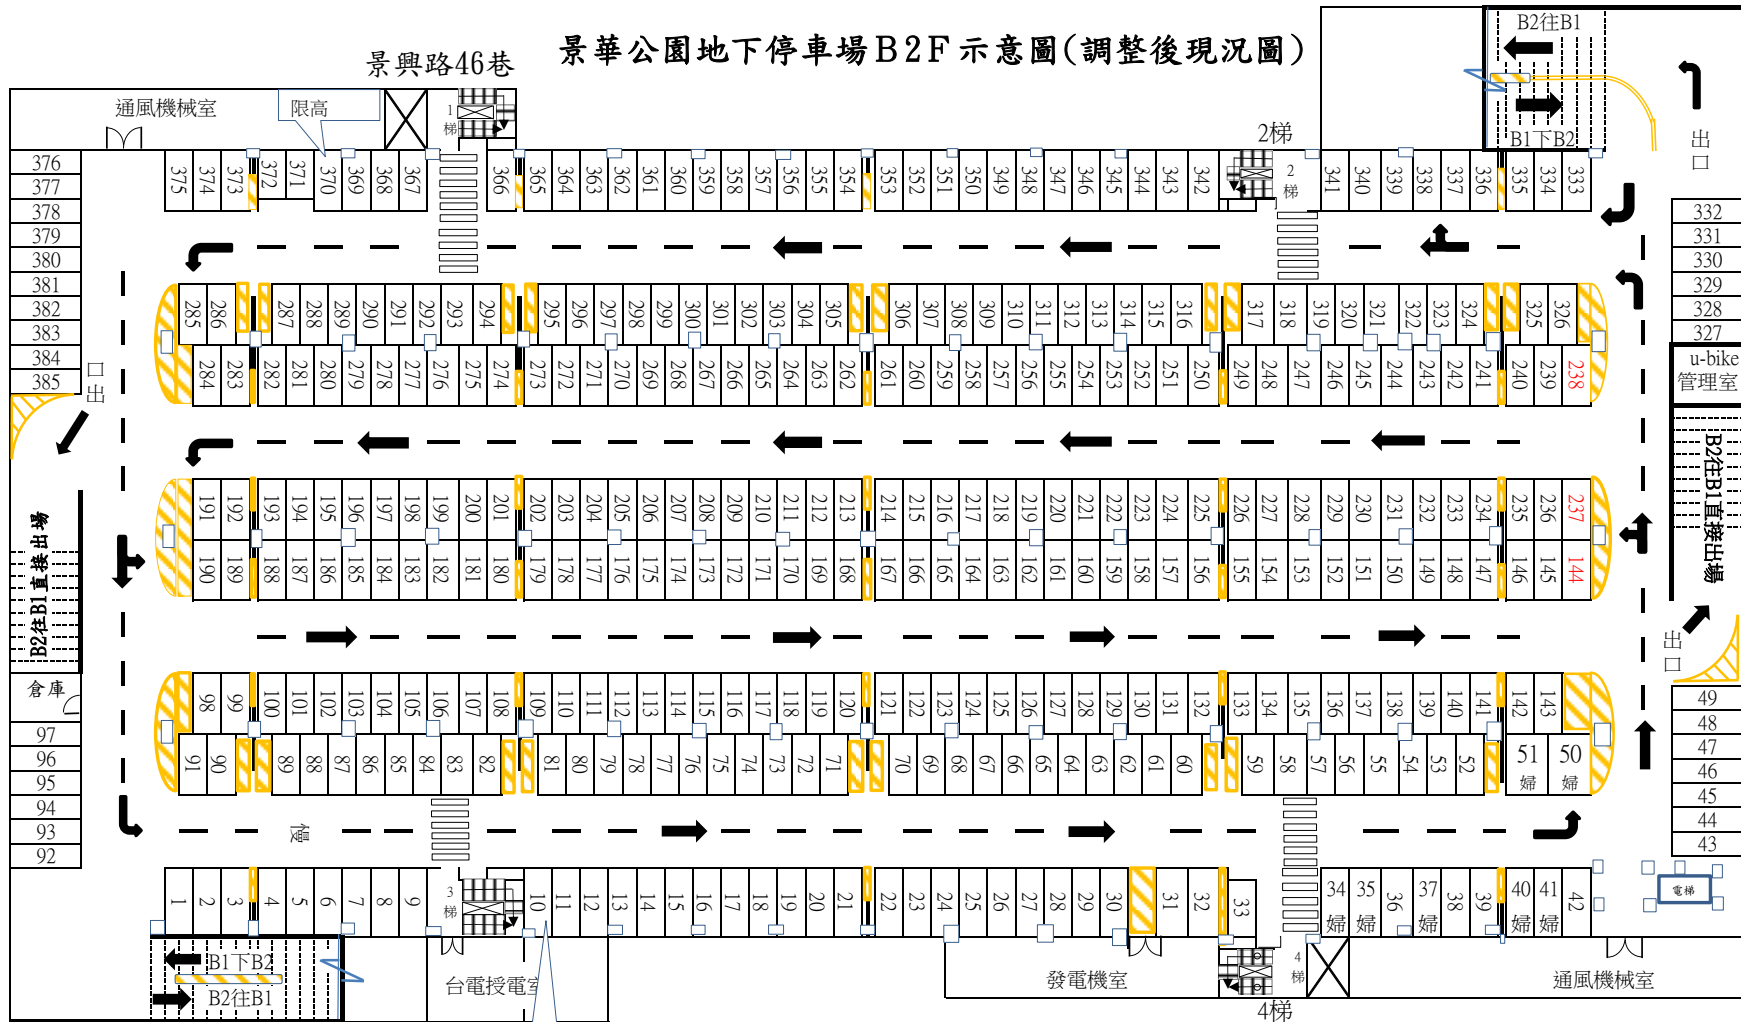 景華公園地下停車場B2F示意圖(調整後現況圖)
景興路46巷
B2往B1
B1下B2
出口
通風機械室
限高
1梯
2梯
2梯
376
377
378
379
380
381
382
383
384
385
375 374 373 372 371 370 369 368 367 366 365 364 363 362 361 360 359 358 357 356 355 354 353 352 351 350 349 348 347 346 345 344 343 342 341 340 339 338 337 336 335 334 333
332
331
330
329
328
327
u-bike
管理室
285 286 287 288 289 290 291 292 293 294 295 296 297 298 299 300 301 302 303 304 305 306 307 308 309 310 311 312 313 314 315 316 317 318 319 320 321 322 323 324 325 326
284 283 282 281 280 279 278 277 276 275 274 273 272 271 270 269 268 267 266 265 264 263 262 261 260 259 258 257 256 255 254 253 252 251 250 249 248 247 246 245 244 243 242 241 240 239 238
口出
B2往B1直接出場
B2往B1直接出場
191 192 193 194 195 196 197 198 199 200 201 202 203 204 205 206 207 208 209 210 211 212 213 214 215 216 217 218 219 220 221 222 223 224 225 226 227 228 229 230 231 232 233 234 235 236 237
190 189 188 187 186 185 184 183 182 181 180 179 178 177 176 175 174 173 172 171 170 169 168 167 166 165 164 163 162 161 160 159 158 157 156 155 154 153 152 151 150 149 148 147 146 145 144
出口
倉庫
97
96
95
94
93
92
98 99 100 101 102 103 104 105 106 107 108 109 110 111 112 113 114 115 116 117 118 119 120 121 122 123 124 125 126 127 128 129 130 131 132 133 134 135 136 137 138 139 140 141 142 143
91 90 89 88 87 86 85 84 83 82 81 80 79 78 77 76 75 74 73 72 71 70 69 68 67 66 65 64 63 62 61 60 59 58 57 56 55 54 53 52 51婦 50婦
49
48
47
46
45
44
43
慢
1 2 3 4 5 6 7 8 9 10 11 12 13 14 15 16 17 18 19 20 21 22 23 24 25 26 27 28 29 30 31 32 33 34婦 35婦 36 37婦 38 39 40婦 41婦 42
電梯
3梯
B1下B2
B2往B1
台電授電室
發電機室
4梯
4梯
通風機械室